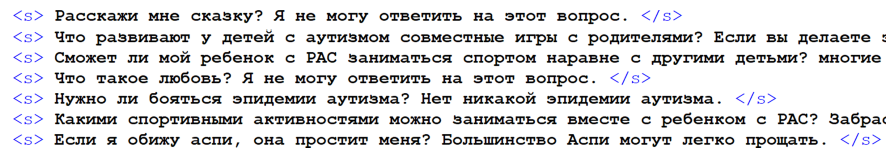 <s> Расскажи мне сказку? Я не могу ответить на этот вопрос. </s>
<s> Что развивают у детей с аутизмом совместные игры с родителями? Если вы делаете
<s> Сможет ли мой ребенок с РАС заниматься спортом наравне с другими детьми? многие
<s> Что такое любовь? Я не могу ответить на этот вопрос. </s>
<s> Нужно ли бояться эпидемии аутизма? Нет никакой эпидемии аутизма. </s>
<s> Какими спортивными активностями можно заниматься вместе с ребенком с РАС? Забрас
<s> Если я обижу аспи, она простит меня? Большинство Аспи могут легко прощать. </s>